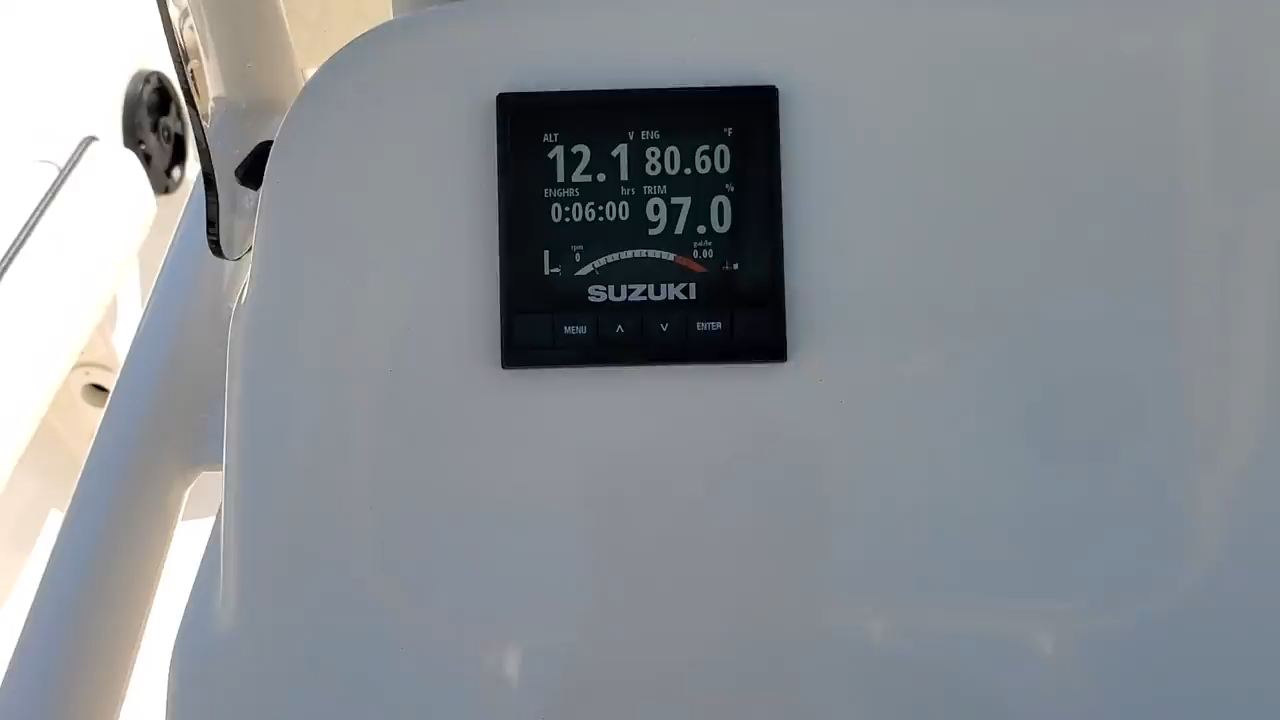 ALT V ENG °F
12.1 80.60
ENGHRS hrs TRIM %
0:06:00 97.0
rpm gal/hr
0 0.00
SUZUKI
MENU ENTER